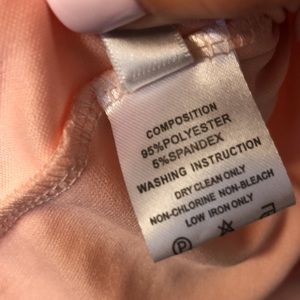 COMPOSITION
95%POLYESTER
5%SPANDEX
WASHING INSTRUCTION
DRY CLEAN ONLY
NON-CHLORINE NON-BLEACH
LOW IRON ONLY
P